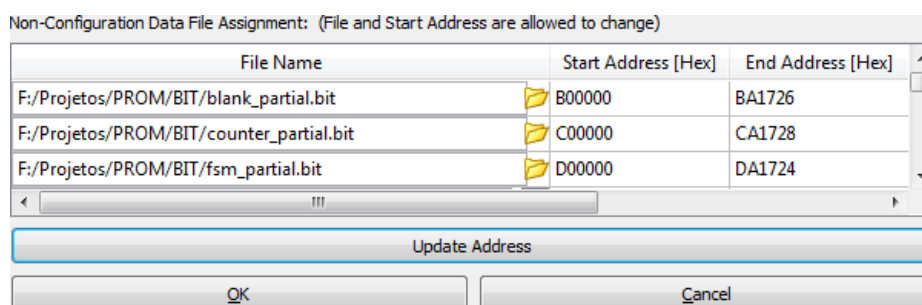 Non-Configuration Data File Assignment: (File and Start Address are allowed to change)
File Name Start Address [Hex] End Address [Hex]
F:/Projetos/PROM/BIT/blank_partial.bit B00000 BA1726
F:/Projetos/PROM/BIT/counter_partial.bit C00000 CA1728
F:/Projetos/PROM/BIT/fsm_partial.bit D00000 DA1724
Update Address
OK Cancel